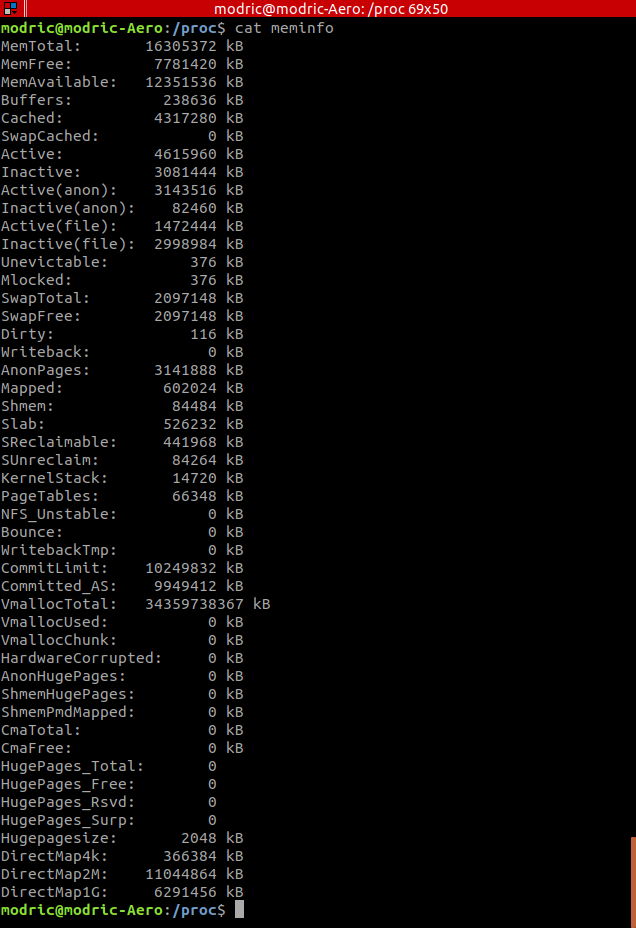 modric@modric-Aero: /proc 69x50
modric@modric-Aero:/proc$ cat meminfo
MemTotal:       16305372 kB
MemFree:         7781420 kB
MemAvailable:   12351536 kB
Buffers:          238636 kB
Cached:          4317280 kB
SwapCached:            0 kB
Active:          4615960 kB
Inactive:        3081444 kB
Active(anon):    3143516 kB
Inactive(anon):    82460 kB
Active(file):    1472444 kB
Inactive(file):  2998984 kB
Unevictable:         376 kB
Mlocked:             376 kB
SwapTotal:       2097148 kB
SwapFree:        2097148 kB
Dirty:               116 kB
Writeback:             0 kB
AnonPages:       3141888 kB
Mapped:           602024 kB
Shmem:             84484 kB
Slab:             526232 kB
SReclaimable:     441968 kB
SUnreclaim:        84264 kB
KernelStack:       14720 kB
PageTables:        66348 kB
NFS_Unstable:          0 kB
Bounce:                0 kB
WritebackTmp:          0 kB
CommitLimit:    10249832 kB
Committed_AS:    9949412 kB
VmallocTotal:   34359738367 kB
VmallocUsed:           0 kB
VmallocChunk:          0 kB
HardwareCorrupted:     0 kB
AnonHugePages:         0 kB
ShmemHugePages:        0 kB
ShmemPmdMapped:        0 kB
CmaTotal:              0 kB
CmaFree:               0 kB
HugePages_Total:       0
HugePages_Free:        0
HugePages_Rsvd:        0
HugePages_Surp:        0
Hugepagesize:       2048 kB
DirectMap4k:      366384 kB
DirectMap2M:    11044864 kB
DirectMap1G:     6291456 kB
modric@modric-Aero:/proc$